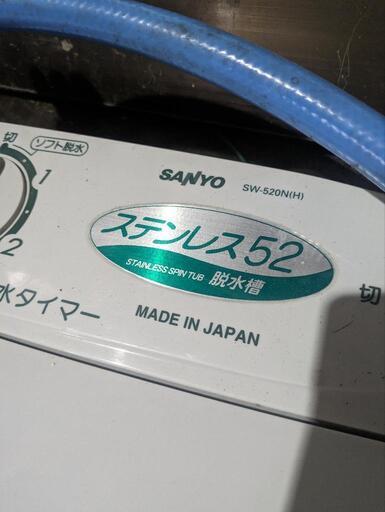 切
ソフト脱水
1
2
水タイマー
SANYO
SW-520N(H)
ステンレス52
STAINLESS SPIN TUB 脱水槽
MADE IN JAPAN
切